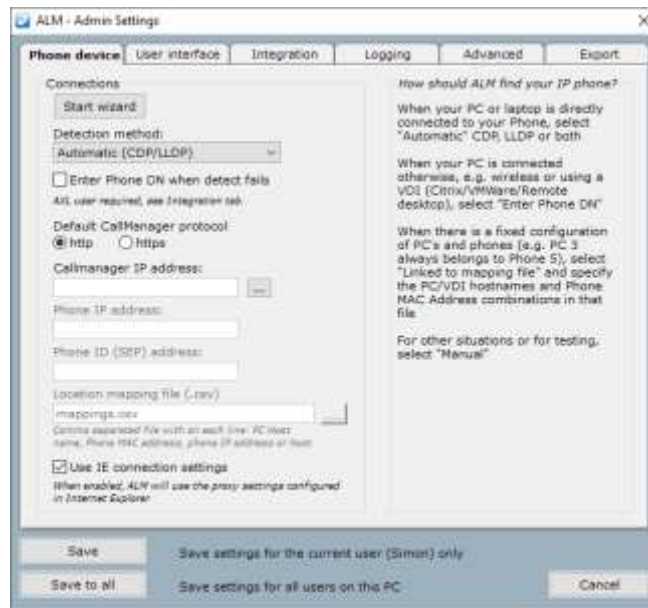 ALM - Admin Settings
Phone device User interface Integration Logging Advanced Export
Connections
Start wizard
Detection method:
Automatic (CDP/LLDP)
Enter Phone DN when detect fails
AXL user required, see Integration tab
Default CallManager protocol
http https
Callmanager IP address:
...
Phone IP address:
Phone ID (SEP) address:
Location mapping file (.csv)
mappings.csv
...
Comma separated file with on each line: PC Host
name, Phone MAC address, phone IP address or host
Use IE connection settings
When enabled, ALM will use the proxy settings configured
in Internet Explorer
How should ALM find your IP phone?
When your PC or laptop is directly
connected to your Phone, select
"Automatic" CDP, LLDP or
both
When your PC is connected
otherwise, e.g. wireless or using a
VDI (Citrix/VMWare/Remote
desktop), select "Enter Phone DN"
When there is a fixed configuration
of PC's and phones (e.g. PC 3
always belongs to Phone 5), select
"Linked to mapping file" and specify
the PC/VDI hostnames and Phone
MAC Address combinations in that
file
For other situations or for testing,
select "Manual"
Save Save settings for the current user (Simon) only
Save to all Save settings for all users on this PC Cancel